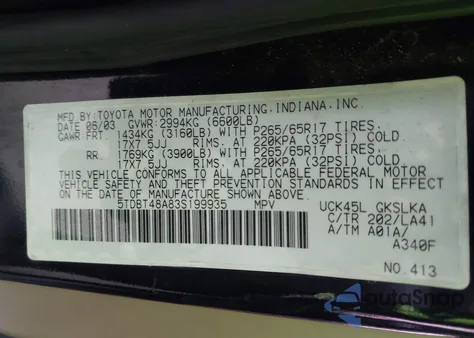 MFD.BY:TOYOTA MOTOR MANUFACTURING.INDIANA.INC.
DATE 06/03 GVWR: 2994KG (6600LB)
GAWR FRT: 1434KG (3160LB) WITH P265/65R17 TIRES.
17X7.5JJ RIMS. AT 220KPA (32PSI) COLD
RR 1769KG (3900LB) WITH P265/65R17 TIRES.
17X7.5JJ RIMS. AT 220KPA (32PSI) COLD
THIS VEHICLE CONFORMS TO ALL APPLICABLE FEDERAL MOTOR
VEHICLE SAFETY STANDARDS IN EFFECT ON THE
DATE OF MANUFACTURE SHOWN ABOVE.
5TDBT48A83S199935 MPV
UCK45L GKSLKA
C/TR 202/LA41
A/TM A01A/
A340F
NO.413
autoSnap